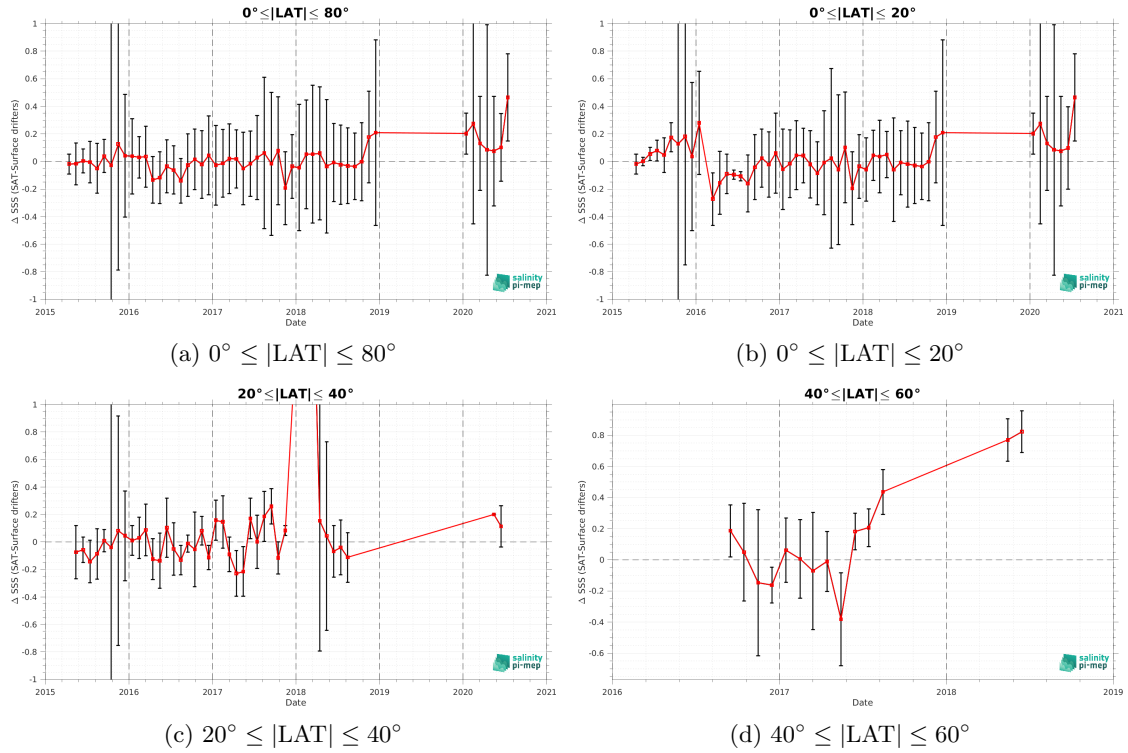 0°≤|LAT|≤ 80°
Δ SSS (SAT-Surface drifters)
1
0.8
0.6
0.4
0.2
0
-0.2
-0.4
-0.6
-0.8
-1
2015 2016 2017 2018 2019 2020 2021
Date
salinity
pi-mep
(a) 0° ≤ |LAT| ≤ 80°
0°≤|LAT|≤ 20°
Δ SSS (SAT-Surface drifters)
1
0.8
0.6
0.4
0.2
0
-0.2
-0.4
-0.6
-0.8
-1
2015 2016 2017 2018 2019 2020 2021
Date
salinity
pi-mep
(b) 0° ≤ |LAT| ≤ 20°
20°≤|LAT|≤ 40°
Δ SSS (SAT-Surface drifters)
1
0.8
0.6
0.4
0.2
0
-0.2
-0.4
-0.6
-0.8
-1
2015 2016 2017 2018 2019 2020 2021
Date
salinity
pi-mep
(c) 20° ≤ |LAT| ≤ 40°
40°≤|LAT|≤ 60°
Δ SSS (SAT-Surface drifters)
0.8
0.6
0.4
0.2
0
-0.2
-0.4
-0.6
2016 2017 2018 2019
Date
salinity
pi-mep
(d) 40° ≤ |LAT| ≤ 60°